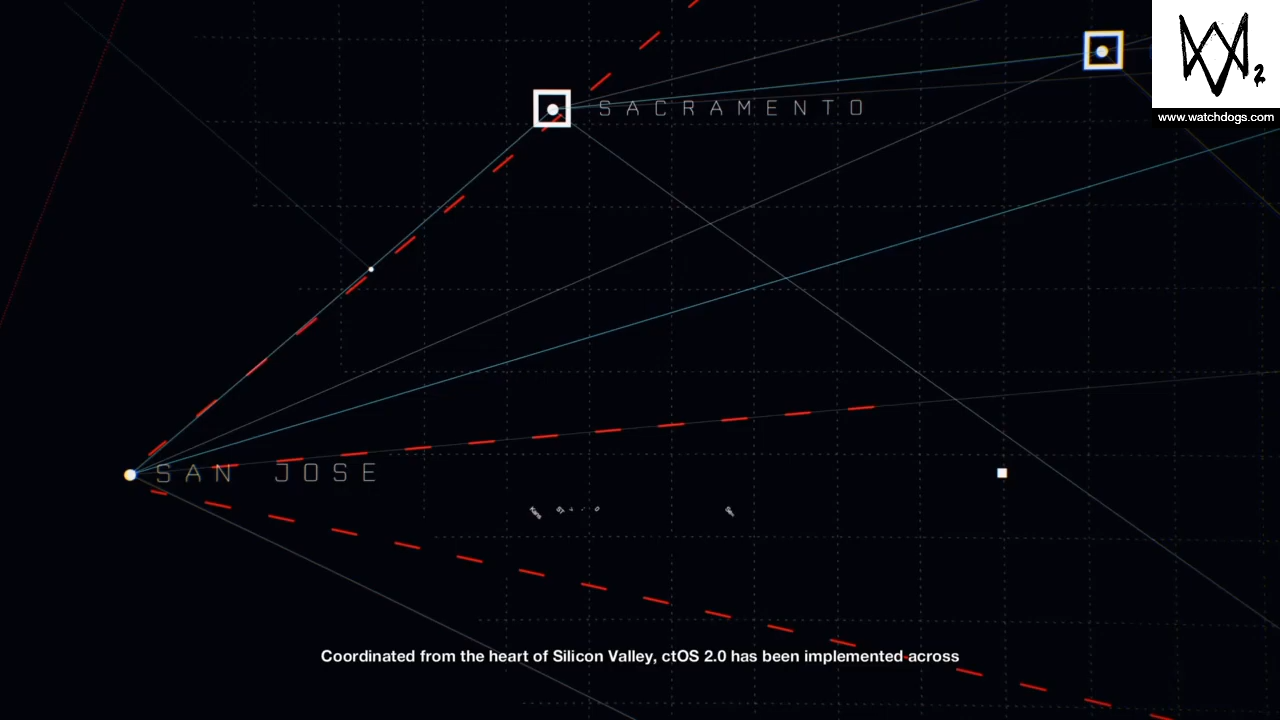 2
www.watchdogs.com
SACRAMENTO
SAN JOSE
Coordinated from the heart of Silicon Valley, ctOS 2.0 has been implemented across